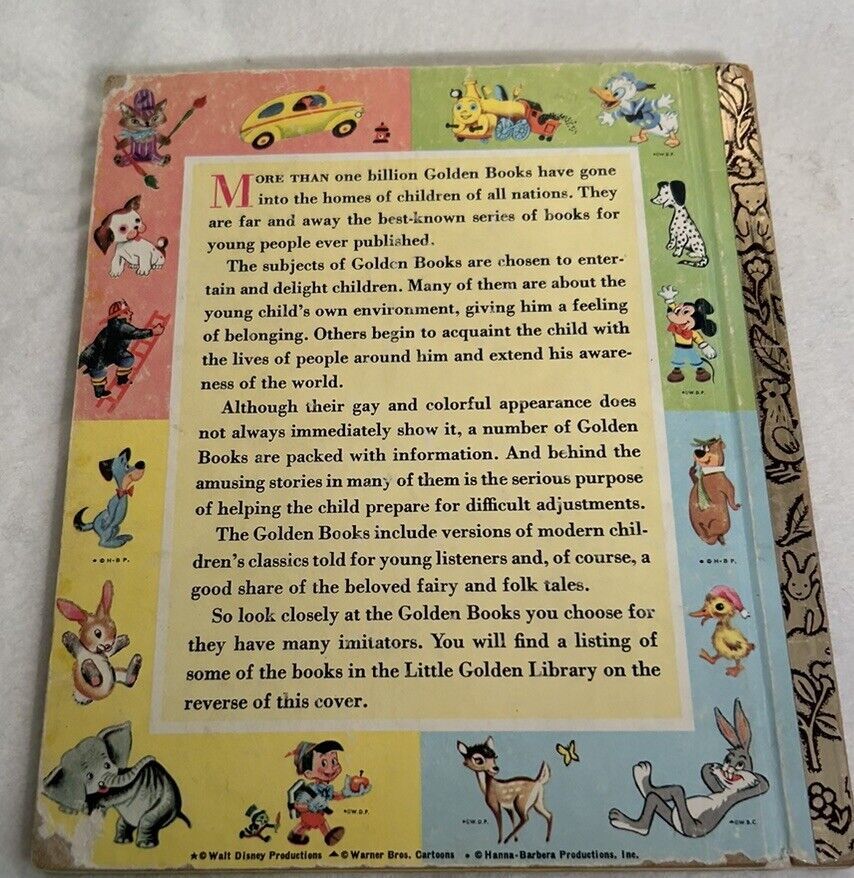 ★©W.D.P.
MORE THAN one billion Golden Books have gone
into the homes of children of all nations. They
are far and away the best-known series of books for
young people ever published.
The subjects of Golden Books are chosen to enter-
tain and delight children. Many of them are about the
young child's own environment, giving him a feeling
of belonging. Others begin to acquaint the child with
the lives of people around him and extend his aware-
ness of the world.
★©W.D.P.
Although their gay and colorful appearance does
not always immediately show it, a number of Golden
Books are packed with information. And behind the
amusing stories in many of them is the serious purpose
of helping the child prepare for difficult adjustments.
The Golden Books include versions of modern chil-
dren's classics told for young listeners and, of course, a
good share of the beloved fairy and folk tales.
• © H-B P.
• © H-B P.
So look closely at the Golden Books you choose for
they have many imitators. You will find a listing of
some of the books in the Little Golden Library on the
reverse of this cover.
★©W.D.P.
★©W.D.P.
▲©W.B.C.
★ © Walt Disney Productions ▲ © Warner Bros. Cartoons • © Hanna-Barbera Productions, Inc.